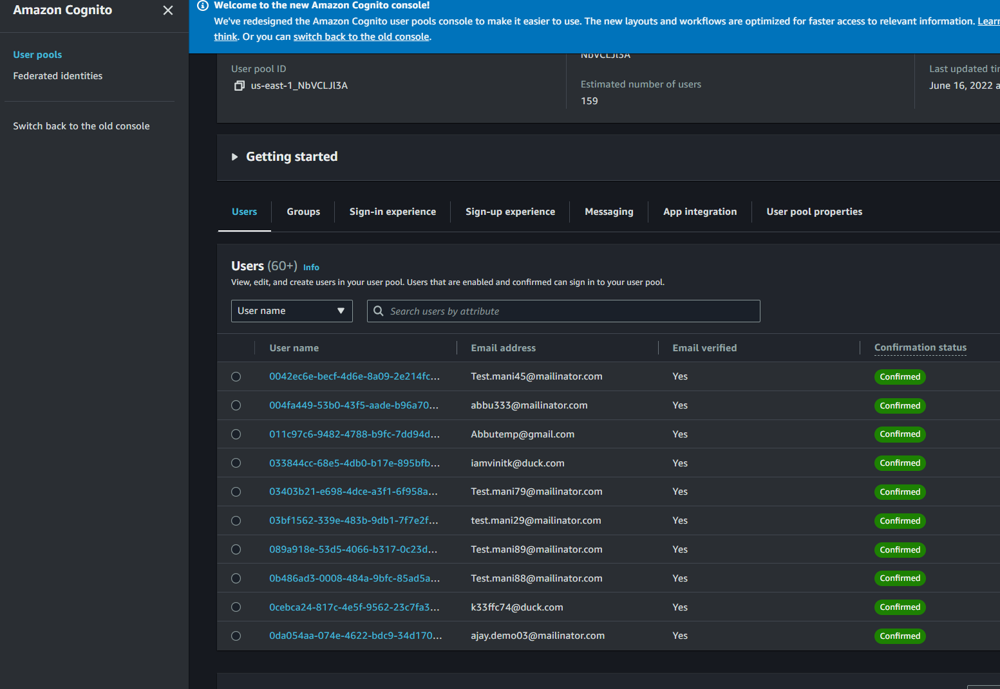 Amazon Cognito
User pools
Federated identities
Switch back to the old console
Welcome to the new Amazon Cognito console!
We've redesigned the Amazon Cognito user pools console to make it easier to use. The new layouts and workflows are optimized for faster access to relevant information. Learn
think. Or you can switch back to the old console.
User pool ID
us-east-1_NbVCLJl3A
NbVCLJl3A
Estimated number of users
159
Last updated
June 16, 2022
Getting started
Users Groups Sign-in experience Sign-up experience Messaging App integration User pool properties
Users (60+) Info
View, edit, and create users in your user pool. Users that are enabled and confirmed can sign in to your user pool.
User name Search users by attribute
User name Email address Email verified Confirmation status
0042ec6e-becf-4d6e-8a09-2e214fc... Test.mani45@mailinator.com Yes Confirmed
004fa449-53b0-43f5-aade-b96a70... abbu333@mailinator.com Yes Confirmed
011c97c6-9482-4788-b9fc-7dd94d... Abbutemp@gmail.com Yes Confirmed
033844cc-68e5-4db0-b17e-895bfb... iamvinitk@duck.com Yes Confirmed
03403b21-e698-4dce-a3f1-6f958a... Test.mani79@mailinator.com Yes Confirmed
03bf1562-339e-483b-9db1-7f7e2f... test.mani29@mailinator.com Yes Confirmed
089a918e-53d5-4066-b317-0c23d... Test.mani89@mailinator.com Yes Confirmed
0b486ad3-0008-484a-9bfc-85ad5a... Test.mani88@mailinator.com Yes Confirmed
0cebca24-817c-4e5f-9562-23c7fa3... k33ffc74@duck.com Yes Confirmed
0da054aa-074e-4622-bdc9-34d170... ajay.demo03@mailinator.com Yes Confirmed